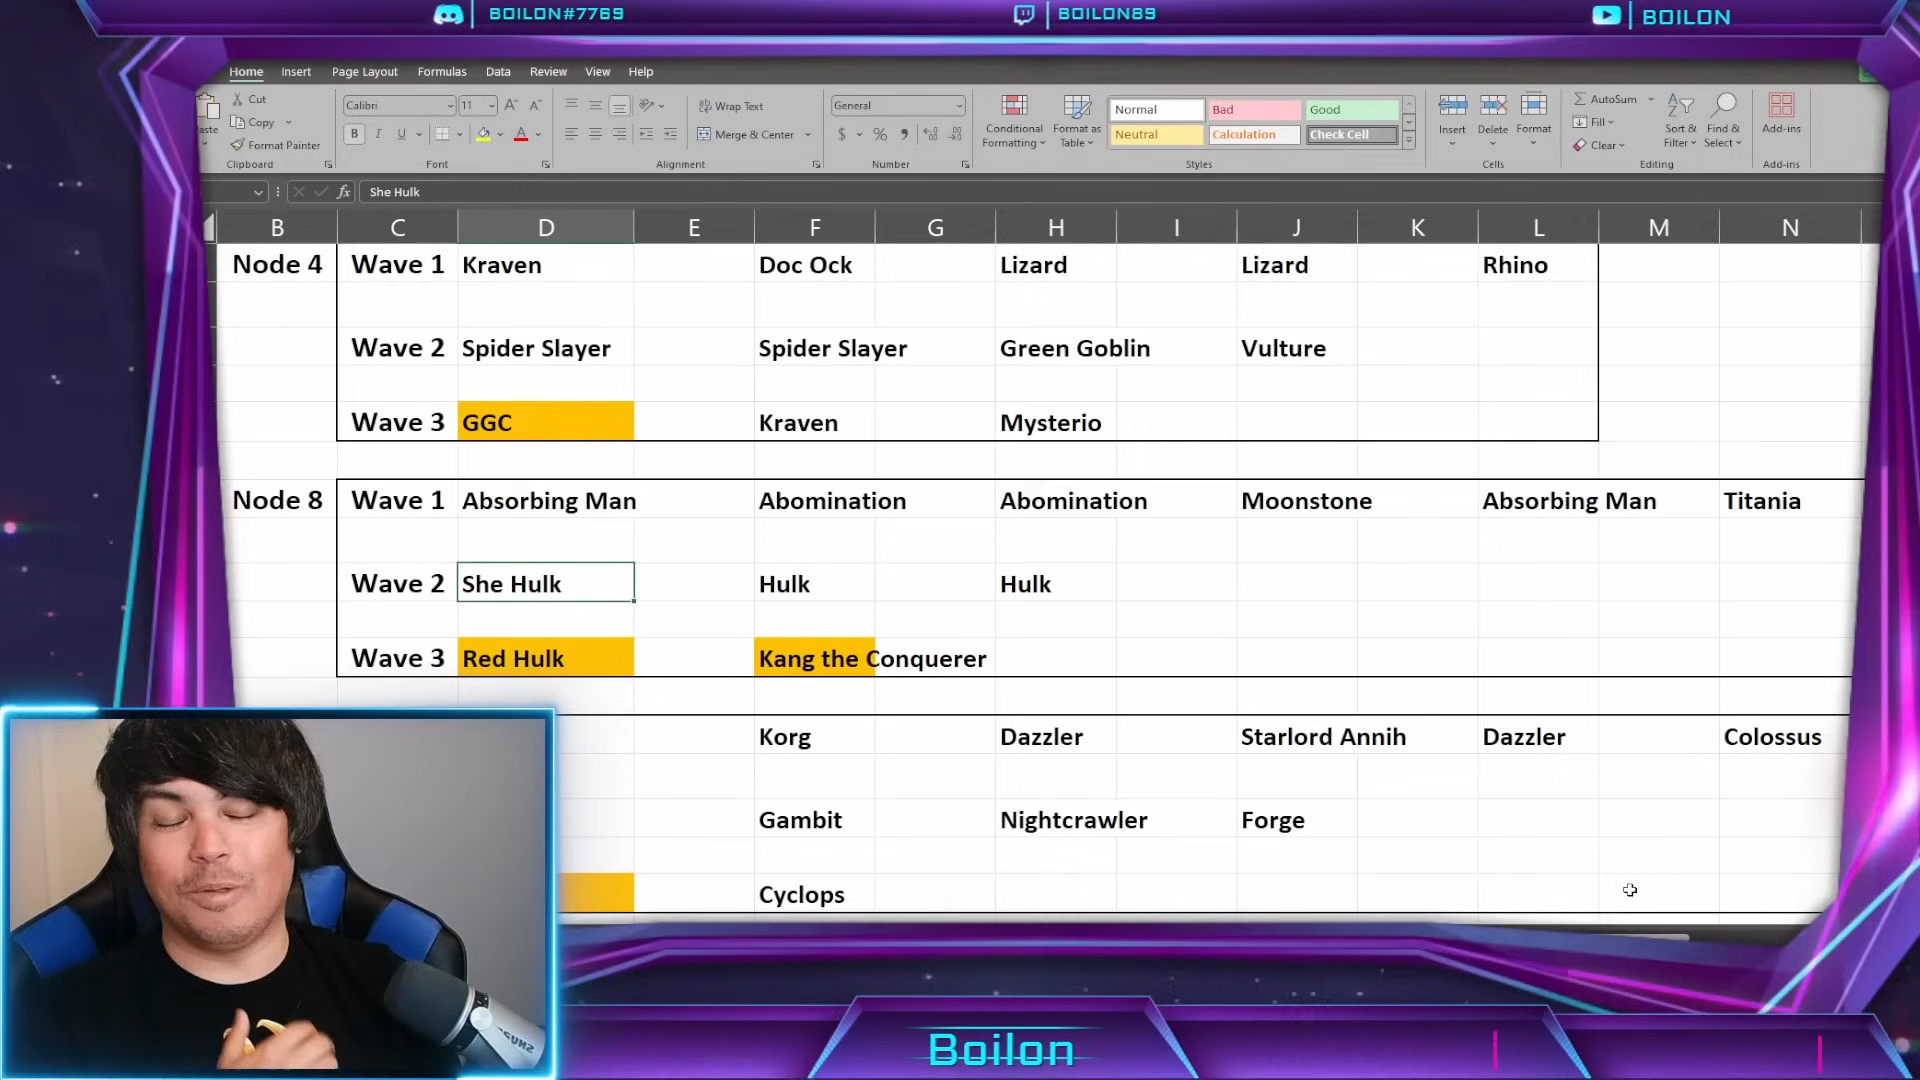 BOILON#7769
BOILON89
BOILON
Home Insert Page Layout Formulas Data Review View Help
Cut
Copy
Format Painter
Clipboard
Calibri 11
B I U
Font
Wrap Text
Merge & Center
Alignment
General
$ % ,
Number
Conditional Formatting
Format as Table
Normal Bad Good
Neutral Calculation Check Cell
Styles
Insert Delete Format
Cells
AutoSum
Fill
Clear
Sort & Filter
Find & Select
Editing
Add-ins
Add-ins
fx She Hulk
B C D E F G H I J K L M N
Node 4 Wave 1 Kraven Doc Ock Lizard Lizard Rhino
Wave 2 Spider Slayer Spider Slayer Green Goblin Vulture
Wave 3 GGC Kraven Mysterio
Node 8 Wave 1 Absorbing Man Abomination Abomination Moonstone Absorbing Man Titania
Wave 2 She Hulk Hulk Hulk
Wave 3 Red Hulk Kang the Conquerer
Korg Dazzler Starlord Annih Dazzler Colossus
Gambit Nightcrawler Forge
Cyclops
Boilon